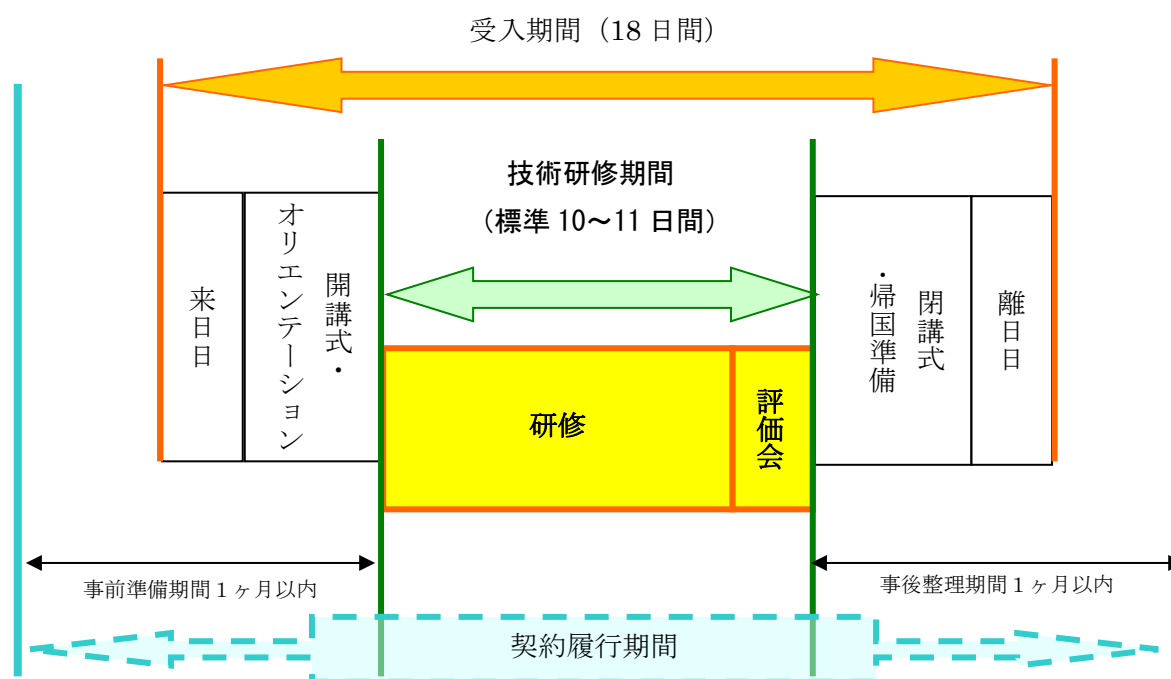 受入期間（18 日間）
技術研修期間
（標準 10～11 日間）
来日日
開講式・
オリエンテーション
研修
評価会
閉講式
・帰国準備
離日日
事前準備期間 1 ヶ月以内
事後整理期間 1 ヶ月以内
契約履行期間